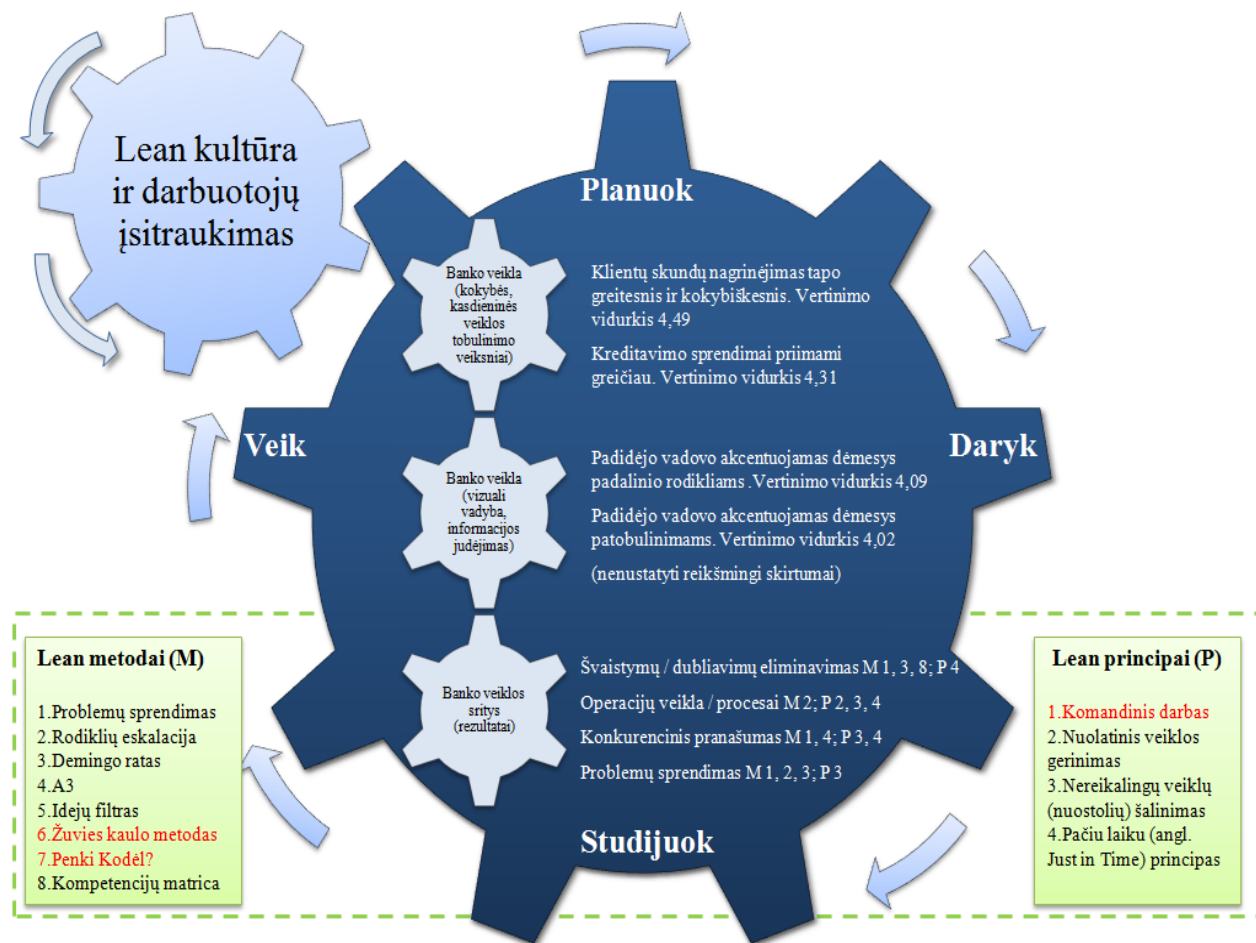 Lean kultūra
ir darbuotojų
įsitraukimas
Planuok
Banko veikla
(kokybės,
kasdieninės
veiklos
tobulinimo
veiksniai)
Klientų skundų nagrinėjimas tapo
greitesnis ir kokybiškesnis. Vertinimo
vidurkis 4,49
Kreditavimo sprendimai priimami
greičiau. Vertinimo vidurkis 4,31
Veik
Daryk
Banko veikla
(vizuali
vadyba,
informacijos
judėjimas)
Padidėjo vadovo akcentuojamas dėmesys
padalinio rodikliams .Vertinimo vidurkis 4,09
Padidėjo vadovo akcentuojamas dėmesys
patobulinimams. Vertinimo vidurkis 4,02
(nenustatyti reikšmingi skirtumai)
Banko veiklos
sritys
(rezultatai)
Švaistymų / dubliavimų eliminavimas M 1, 3, 8; P 4
Operacijų veikla / procesai M 2; P 2, 3, 4
Konkurencinis pranašumas M 1, 4; P 3, 4
Problemų sprendimas M 1, 2, 3; P 3
Studijuok
Lean metodai (M)
1.Problemų sprendimas
2.Rodiklių eskalacija
3.Demingo ratas
4.A3
5.Idejų filtras
6.Žuvies kaulo metodas
7.Penki Kodėl?
8.Kompetencijų matrica
Lean principai (P)
1.Komandinis darbas
2.Nuolatinis veiklos
gerinimas
3.Nereikalingų veiklų
(nuostolių) šalinimas
4.Pačiu laiku (angl.
Just in Time) principas